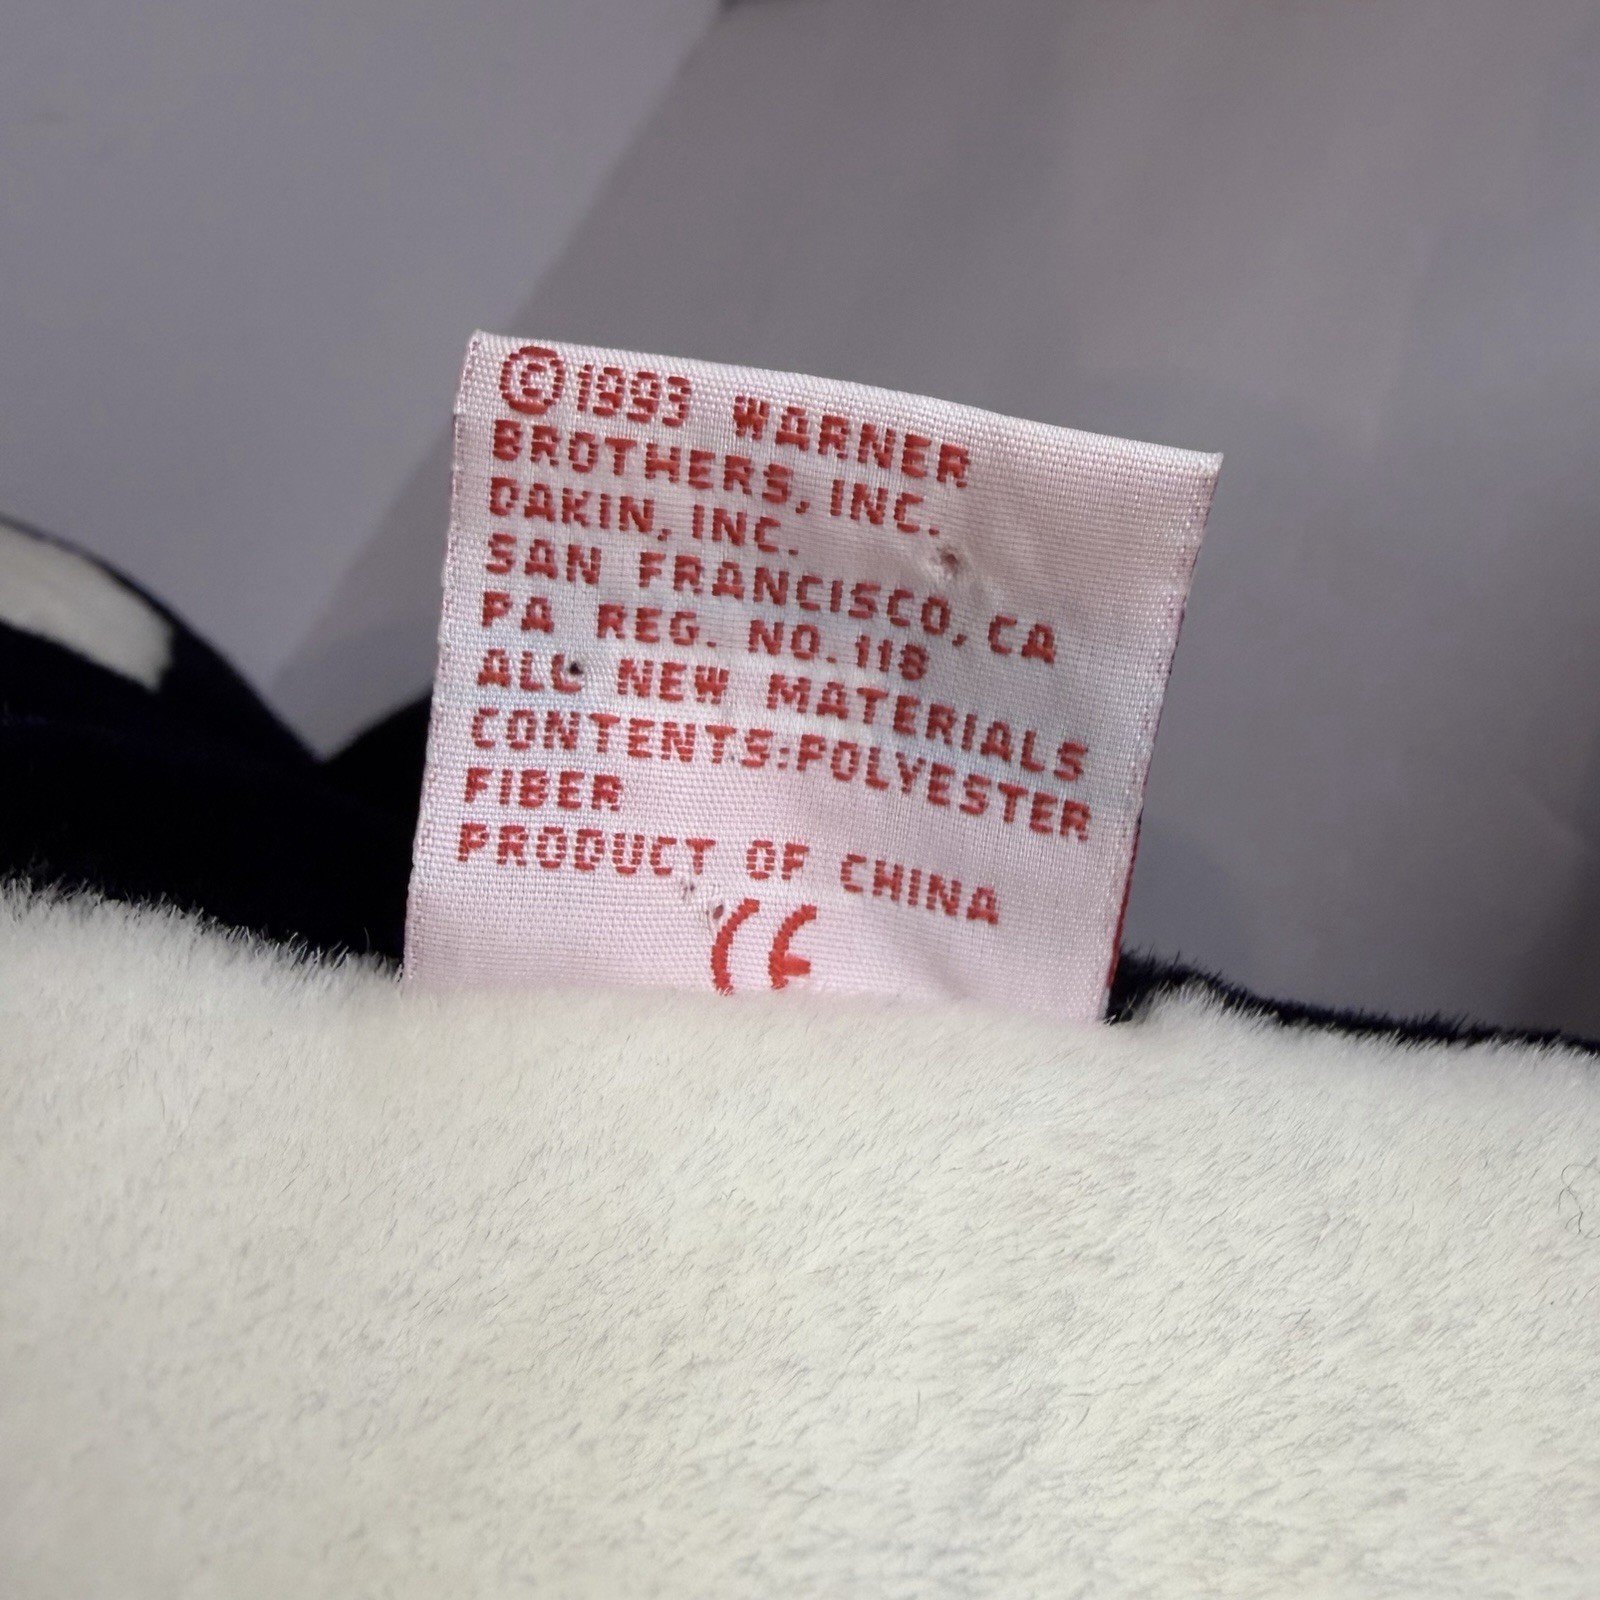 ©1993 WARNER
BROTHERS, INC.
DAKIN, INC.
SAN FRANCISCO, CA
PA REG. NO. 118
ALL NEW MATERIALS
CONTENTS:POLYESTER
FIBER
PRODUCT OF CHINA
CE